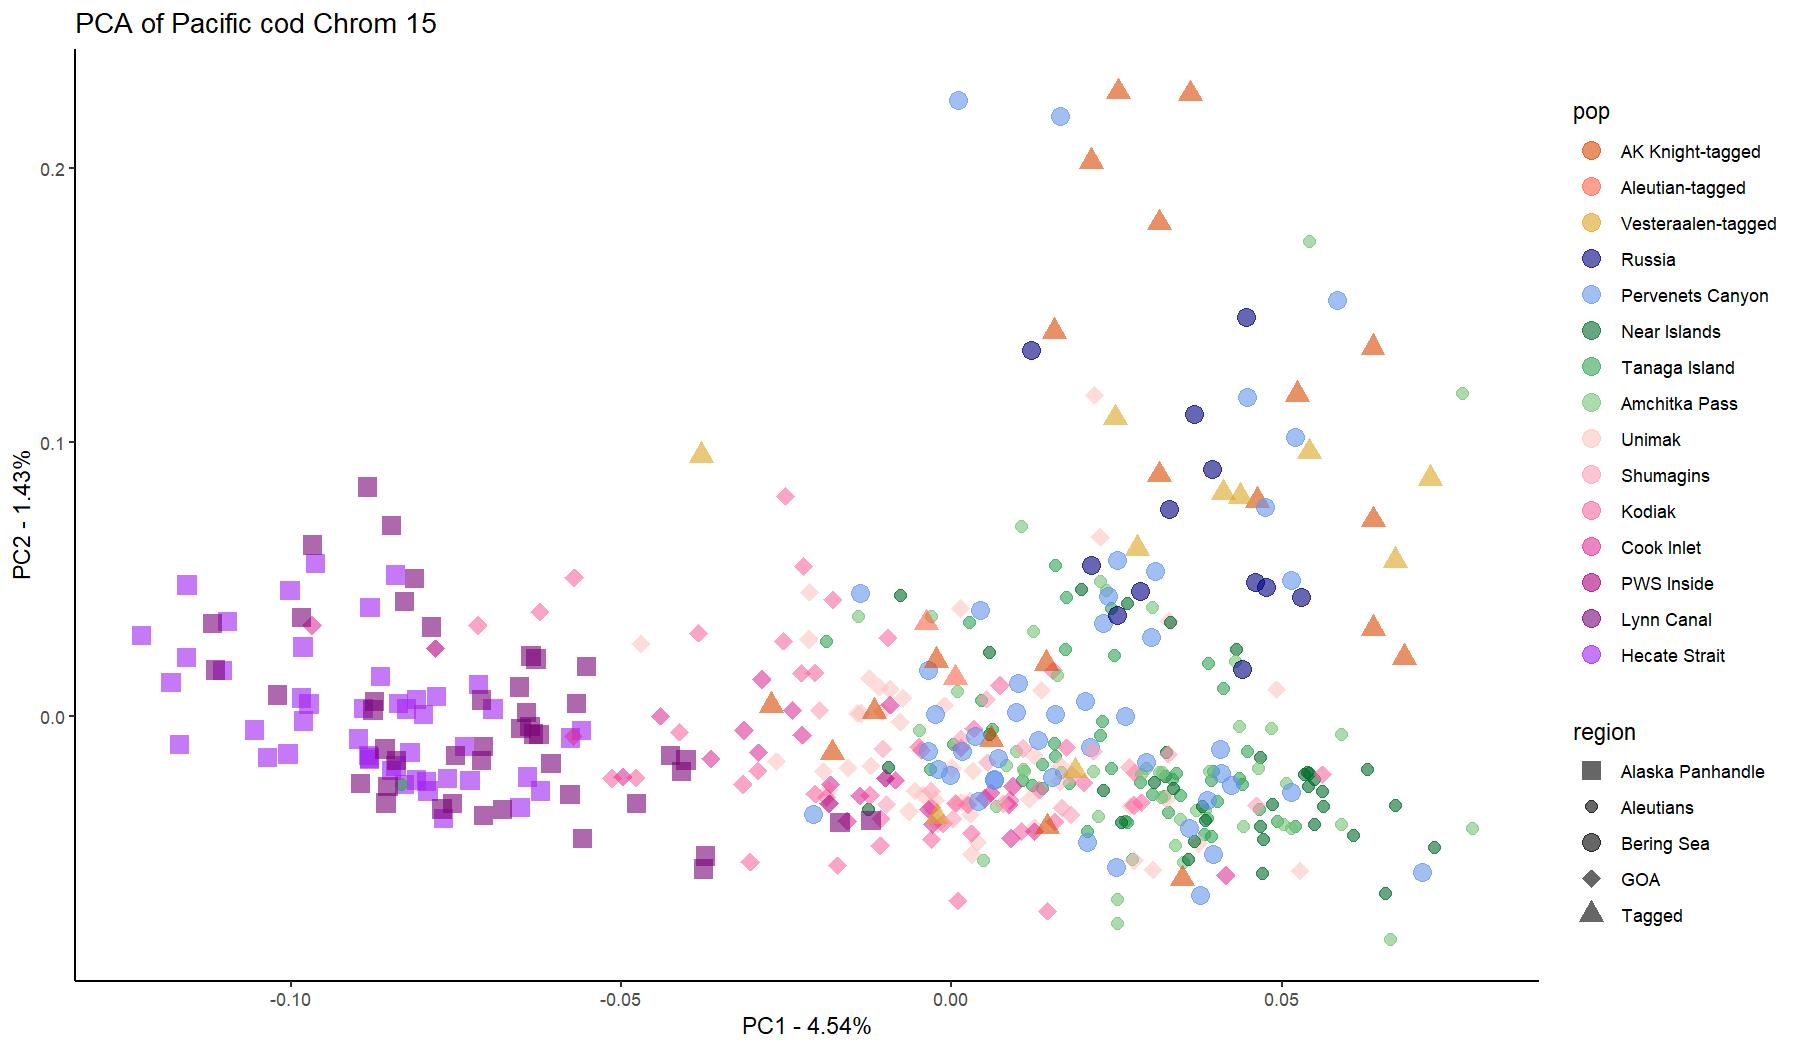 PCA of Pacific cod Chrom 15
PC2 - 1.43%
0.2
0.1
0.0
-0.10
-0.05
0.00
0.05
PC1 - 4.54%
pop
AK Knight-tagged
Aleutian-tagged
Vesteraalen-tagged
Russia
Pervenets Canyon
Near Islands
Tanaga Island
Amchitka Pass
Unimak
Shumagins
Kodiak
Cook Inlet
PWS Inside
Lynn Canal
Hecate Strait
region
Alaska Panhandle
Aleutians
Bering Sea
GOA
Tagged